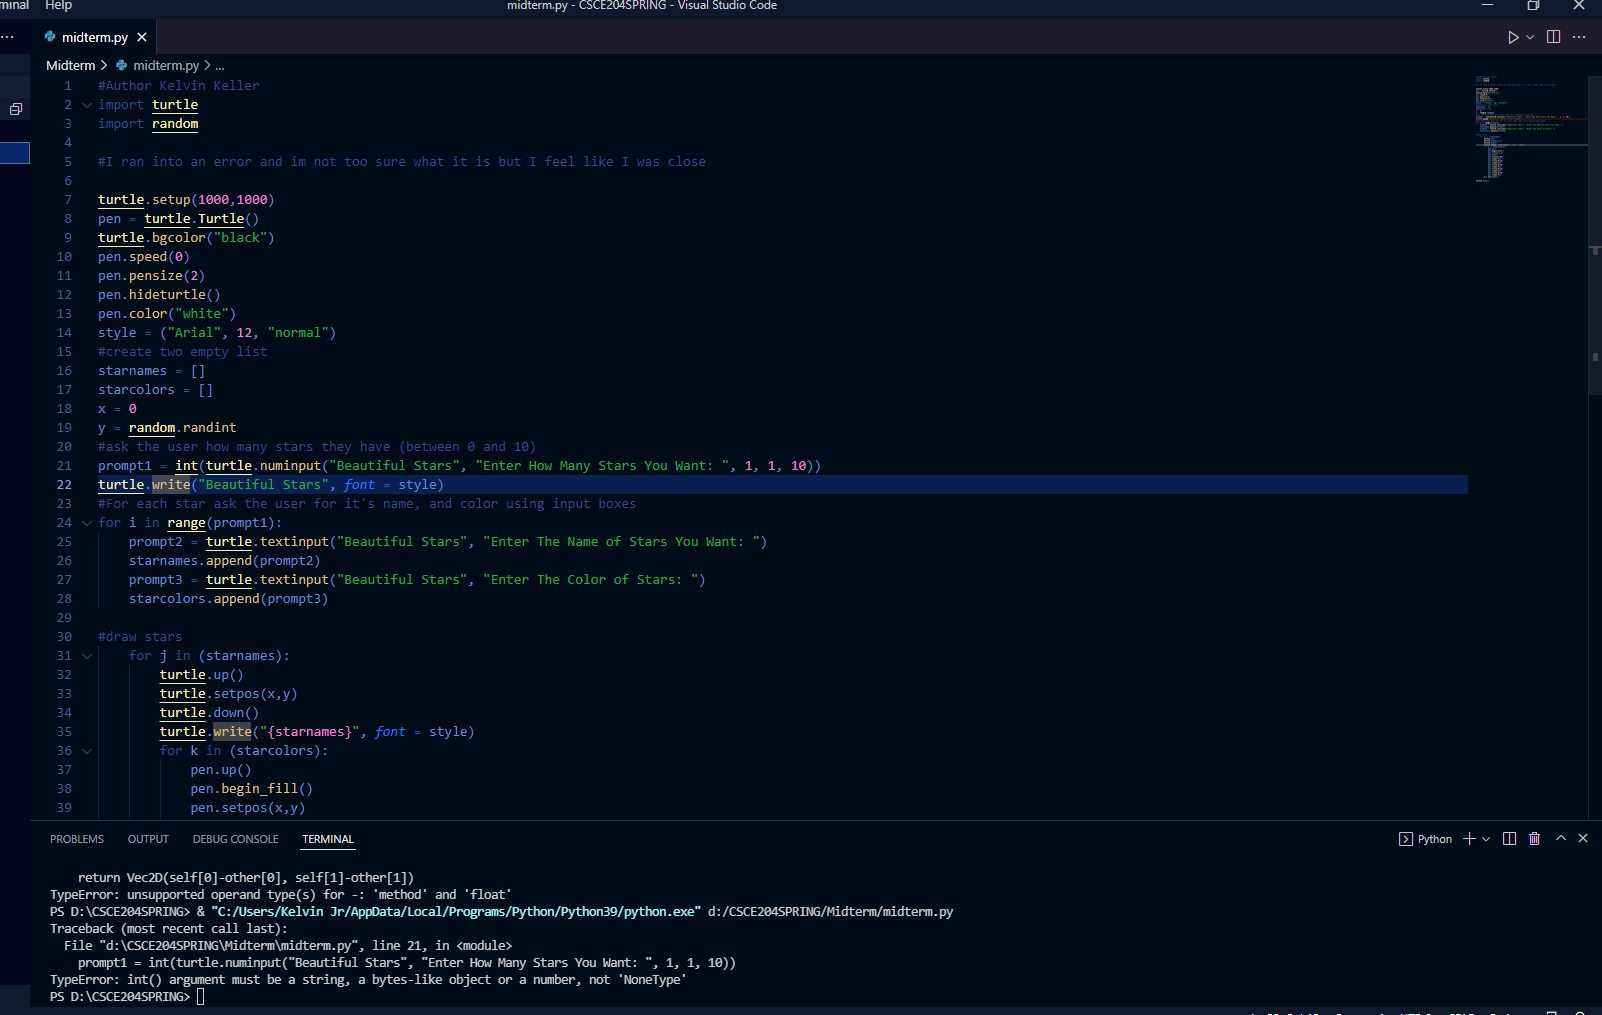 minal Help midterm.py - CSCE204SPRING - Visual Studio Code
midterm.py
Midterm > midterm.py > ...
1 #Author Kelvin Keller
2 import turtle
3 import random
4
5 #I ran into an error and im not too sure what it is but I feel like I was close
6
7 turtle.setup(1000,1000)
8 pen = turtle.Turtle()
9 turtle.bgcolor("black")
10 pen.speed(0)
11 pen.pensize(2)
12 pen.hideturtle()
13 pen.color("white")
14 style = ("Arial", 12, "normal")
15 #create two empty list
16 starnames = []
17 starcolors = []
18 x = 0
19 y = random.randint
20 #ask the user how many stars they have (between 0 and 10)
21 prompt1 = int(turtle.numinput("Beautiful Stars", "Enter How Many Stars You Want: ", 1, 1, 10))
22 turtle.write("Beautiful Stars", font = style)
23 #For each star ask the user for it's name, and color using input boxes
24 for i in range(prompt1):
25 prompt2 = turtle.textinput("Beautiful Stars", "Enter The Name of Stars You Want: ")
26 starnames.append(prompt2)
27 prompt3 = turtle.textinput("Beautiful Stars", "Enter The Color of Stars: ")
28 starcolors.append(prompt3)
29
30 #draw stars
31 for j in (starnames):
32 turtle.up()
33 turtle.setpos(x,y)
34 turtle.down()
35 turtle.write("{starnames}", font = style)
36 for k in (starcolors):
37 pen.up()
38 pen.begin_fill()
39 pen.setpos(x,y)
PROBLEMS OUTPUT DEBUG CONSOLE TERMINAL Python
return Vec2D(self[0]-other[0], self[1]-other[1])
TypeError: unsupported operand type(s) for -: 'method' and 'float'
PS D:\CSCE204SPRING> & "C:/Users/Kelvin Jr/AppData/Local/Programs/Python/Python39/python.exe" d:/CSCE204SPRING/Midterm/midterm.py
Traceback (most recent call last):
File "d:\CSCE204SPRING\Midterm\midterm.py", line 21, in <module>
prompt1 = int(turtle.numinput("Beautiful Stars", "Enter How Many Stars You Want: ", 1, 1, 10))
TypeError: int() argument must be a string, a bytes-like object or a number, not 'NoneType'
PS D:\CSCE204SPRING>